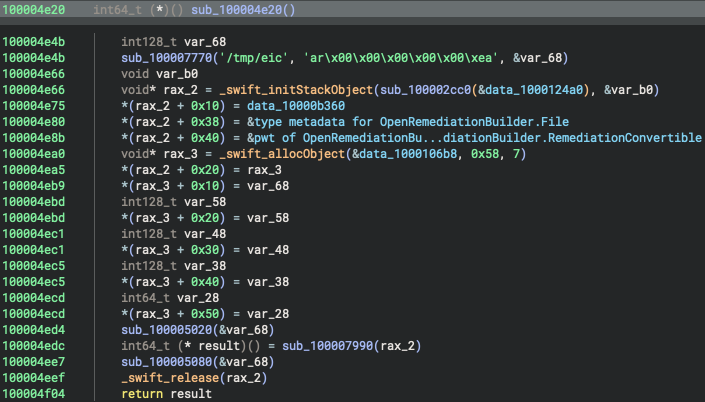 100004e20 int64_t (*)() sub_100004e20()
100004e4b int128_t var_68
100004e4b sub_100007770('/tmp/eic', 'ar\x00\x00\x00\x00\x00\xea', &var_68)
100004e66 void var_b0
100004e66 void* rax_2 = _swift_initStackObject(sub_100002cc0(&data_1000124a0), &var_b0)
100004e75 *(rax_2 + 0x10) = data_10000b360
100004e80 *(rax_2 + 0x38) = &type metadata for OpenRemediationBuilder.File
100004e8b *(rax_2 + 0x40) = &pwt of OpenRemediationBu...diationBuilder.RemediationConvertible
100004ea0 void* rax_3 = _swift_allocObject(&data_1000106b8, 0x58, 7)
100004ea5 *(rax_2 + 0x20) = rax_3
100004eb9 *(rax_3 + 0x10) = var_68
100004ebd int128_t var_58
100004ebd *(rax_3 + 0x20) = var_58
100004ec1 int128_t var_48
100004ec1 *(rax_3 + 0x30) = var_48
100004ec5 int128_t var_38
100004ec5 *(rax_3 + 0x40) = var_38
100004ecd int64_t var_28
100004ecd *(rax_3 + 0x50) = var_28
100004ed4 sub_100005020(&var_68)
100004edc int64_t (* result)() = sub_100007990(rax_2)
100004ee7 sub_100005080(&var_68)
100004eef _swift_release(rax_2)
100004f04 return result